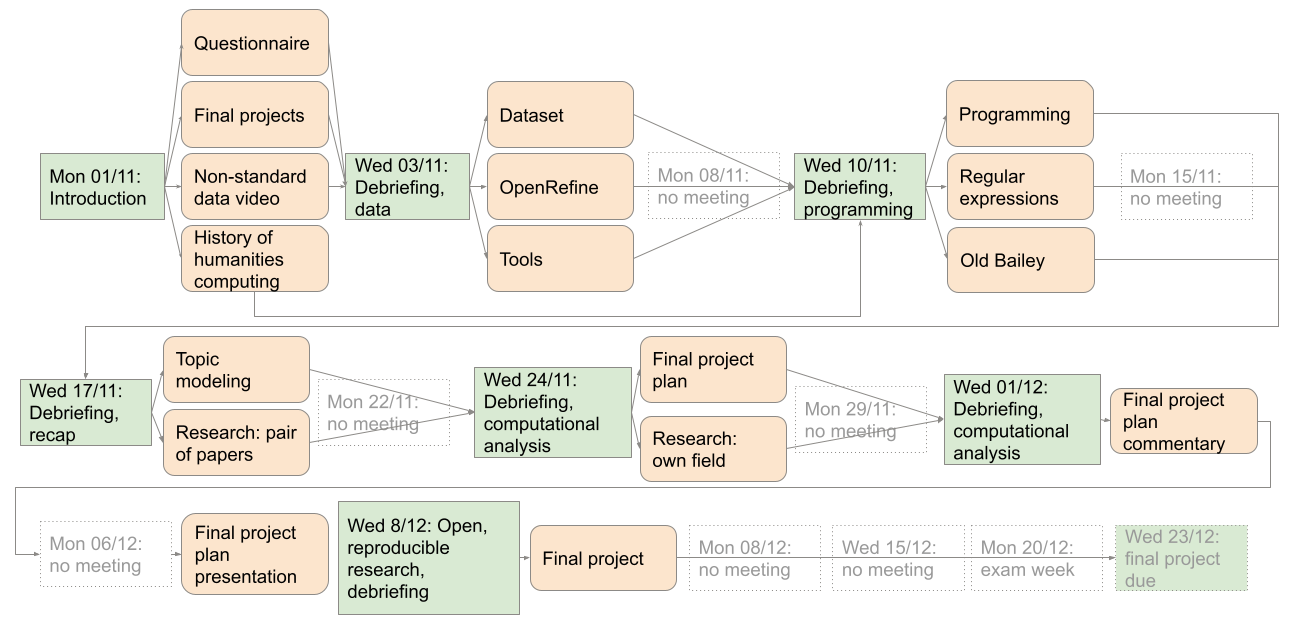 Questionnaire
Final projects
Mon 01/11:
Introduction
Non-standard
data video
History of
humanities
computing
Wed 03/11:
Debriefing,
data
Dataset
OpenRefine
Tools
Mon 08/11:
no meeting
Wed 10/11:
Debriefing,
programming
Programming
Regular
expressions
Old Bailey
Mon 15/11:
no meeting
Wed 17/11:
Debriefing,
recap
Topic
modeling
Research: pair
of papers
Mon 22/11:
no meeting
Wed 24/11:
Debriefing,
computational
analysis
Final project
plan
Research:
own field
Mon 29/11:
no meeting
Wed 01/12:
Debriefing,
computational
analysis
Final project
plan
commentary
Mon 06/12:
no meeting
Final project
plan
presentation
Wed 8/12: Open,
reproducible
research,
debriefing
Final project
Mon 08/12:
no meeting
Wed 15/12:
no meeting
Mon 20/12:
exam week
Wed 23/12:
final project
due